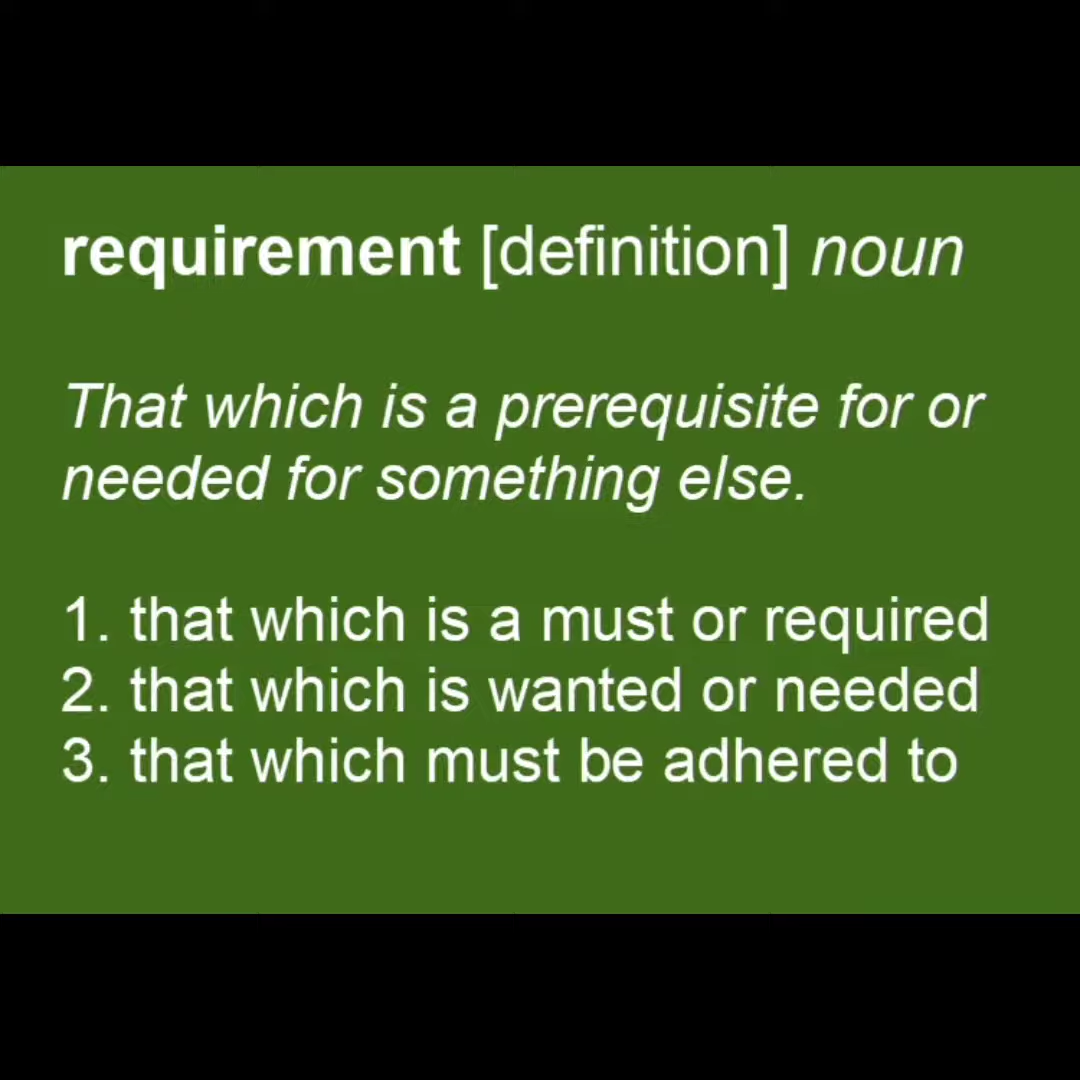 requirement [definition] noun
That which is a prerequisite for or
needed for something else.
1. that which is a must or required
2. that which is wanted or needed
3. that which must be adhered to